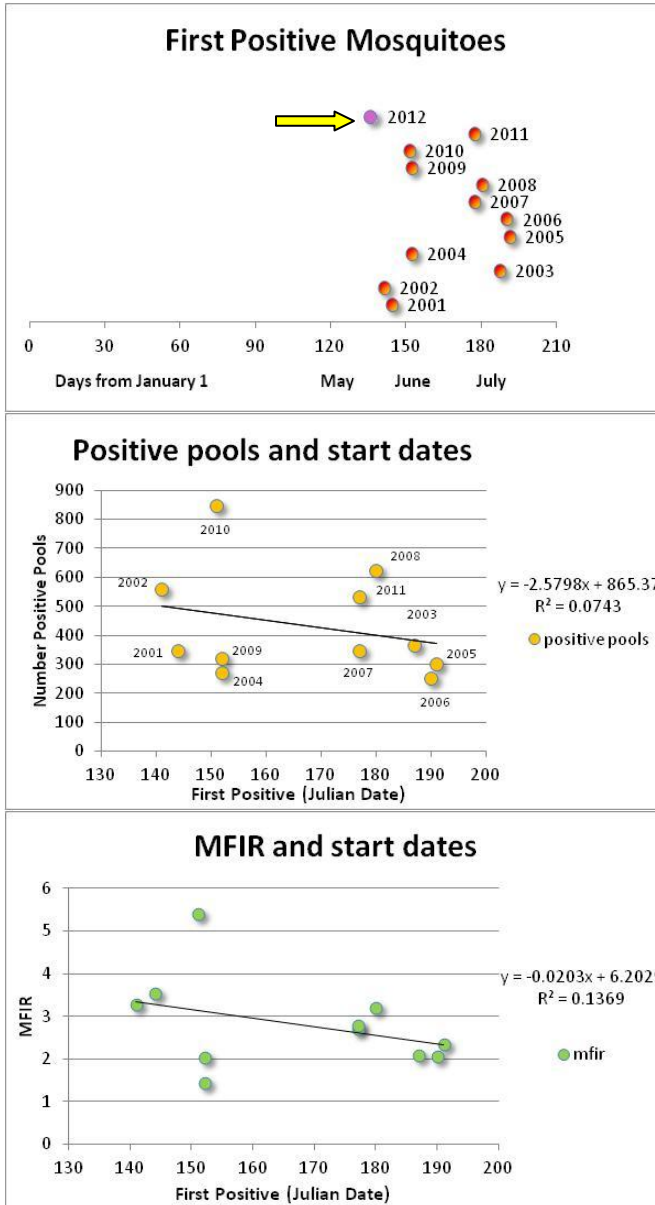 First Positive Mosquitoes
2012
2011
2010
2009
2008
2007
2006
2005
2004
2003
2002
2001
0 30 60 90 120 150 180 210
Days from January 1 May June July
Positive pools and start dates
Number Positive Pools
900
800
700
600
500
400
300
200
100
0
2010
2008
2002
2011
2003
2001
2009
2005
2004
2007
2006
y = -2.5798x + 865.37
R² = 0.0743
positive pools
130 140 150 160 170 180 190 200
First Positive (Julian Date)
MFIR and start dates
MFIR
6
5
4
3
2
1
0
y = -0.0203x + 6.2029
R² = 0.1369
mfir
130 140 150 160 170 180 190 200
First Positive (Julian Date)